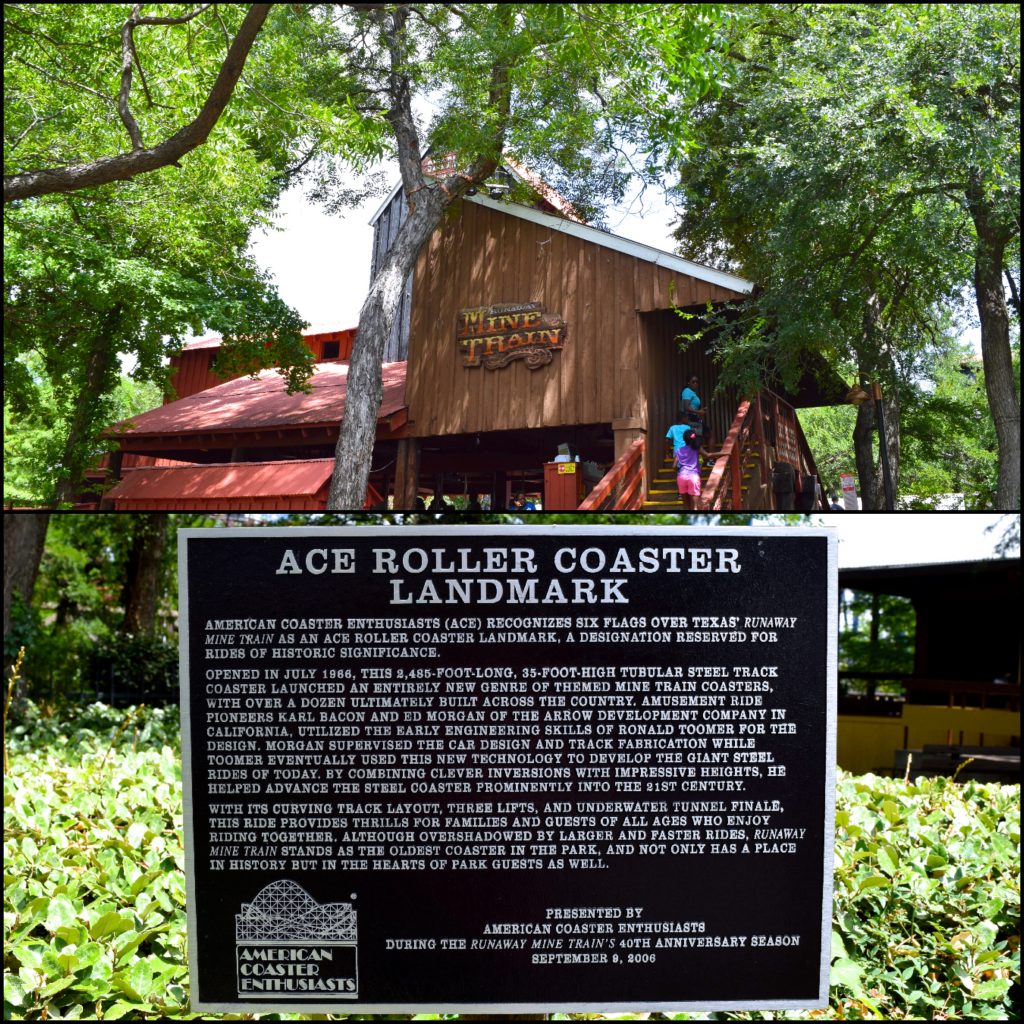 RUNAWAY
MINE
TRAIN
ACE ROLLER COASTER
LANDMARK
AMERICAN COASTER ENTHUSIASTS (ACE) RECOGNIZES SIX FLAGS OVER TEXAS' RUNAWAY
MINE TRAIN AS AN ACE ROLLER COASTER LANDMARK, A DESIGNATION RESERVED FOR
RIDES OF HISTORIC SIGNIFICANCE.
OPENED IN JULY 1966, THIS 2,485-FOOT-LONG, 35-FOOT-HIGH TUBULAR STEEL TRACK
COASTER LAUNCHED AN ENTIRELY NEW GENRE OF THEMED MINE TRAIN COASTERS,
WITH OVER A DOZEN ULTIMATELY BUILT ACROSS THE COUNTRY. AMUSEMENT RIDE
PIONEERS KARL BACON AND ED MORGAN OF THE ARROW DEVELOPMENT COMPANY IN
CALIFORNIA, UTILIZED THE EARLY ENGINEERING SKILLS OF RONALD TOOMER FOR THE
DESIGN. MORGAN SUPERVISED THE CAR DESIGN AND TRACK FABRICATION WHILE
TOOMER EVENTUALLY USED THIS NEW TECHNOLOGY TO DEVELOP THE GIANT STEEL
RIDES OF TODAY. BY COMBINING CLEVER INVERSIONS WITH IMPRESSIVE HEIGHTS, HE
HELPED ADVANCE THE STEEL COASTER PROMINENTLY INTO THE 21ST CENTURY.
WITH ITS CURVING TRACK LAYOUT, THREE LIFTS, AND UNDERWATER TUNNEL FINALE,
THIS RIDE PROVIDES THRILLS FOR FAMILIES AND GUESTS OF ALL AGES WHO ENJOY
RIDING TOGETHER. ALTHOUGH OVERSHADOWED BY LARGER AND FASTER RIDES, RUNAWAY
MINE TRAIN STANDS AS THE OLDEST COASTER IN THE PARK, AND NOT ONLY HAS A PLACE
IN HISTORY BUT IN THE HEARTS OF PARK GUESTS AS WELL.
®
AMERICAN
COASTER
ENTHUSIASTS
PRESENTED BY
AMERICAN COASTER ENTHUSIASTS
DURING THE RUNAWAY MINE TRAIN'S 40TH ANNIVERSARY SEASON
SEPTEMBER 9, 2006